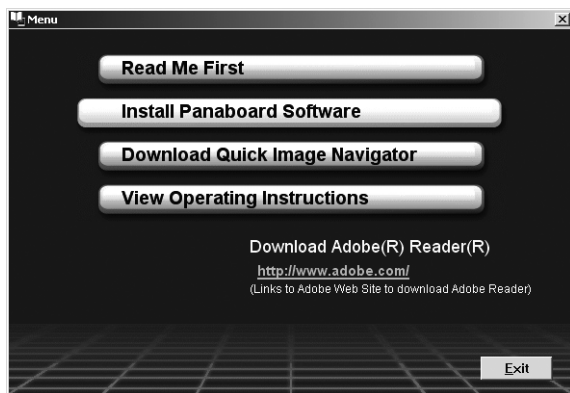 Menu
Read Me First
Install Panaboard Software
Download Quick Image Navigator
View Operating Instructions
Download Adobe(R) Reader(R)
http://www.adobe.com/
(Links to Adobe Web Site to download Adobe Reader)
Exit